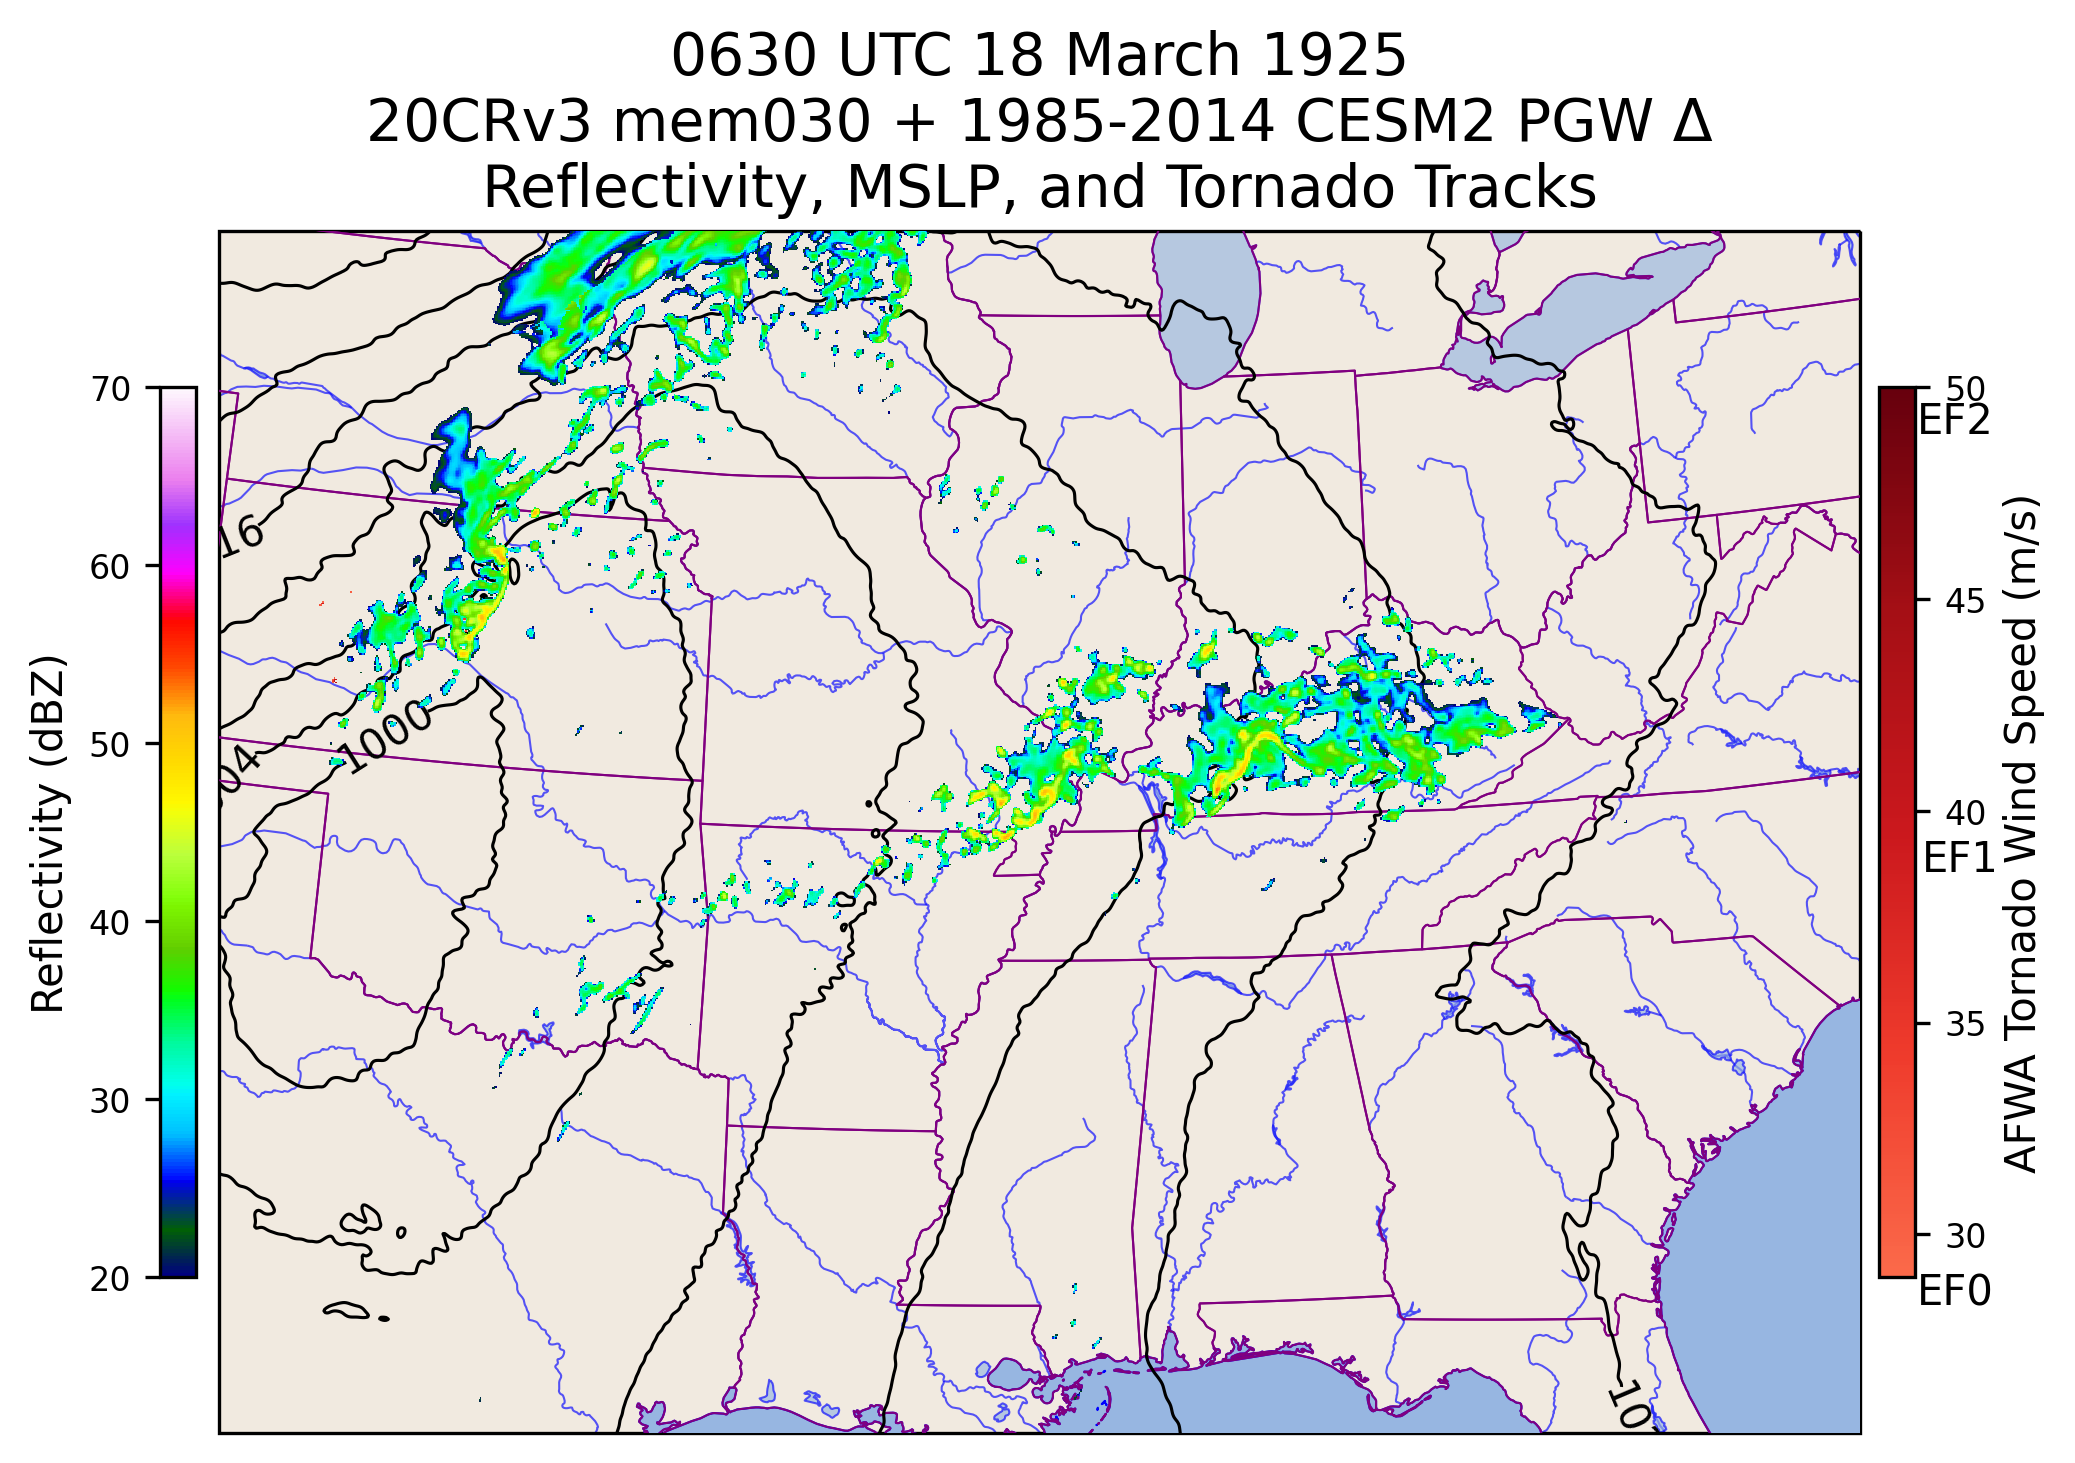 0630 UTC 18 March 1925
20CRv3 mem030 + 1985-2014 CESM2 PGW Δ
Reflectivity, MSLP, and Tornado Tracks
70
60
50
40
30
20
Reflectivity (dBZ)
16
1000
04
10
50
EF2
45
40
EF1
35
30
EF0
AFWA Tornado Wind Speed (m/s)